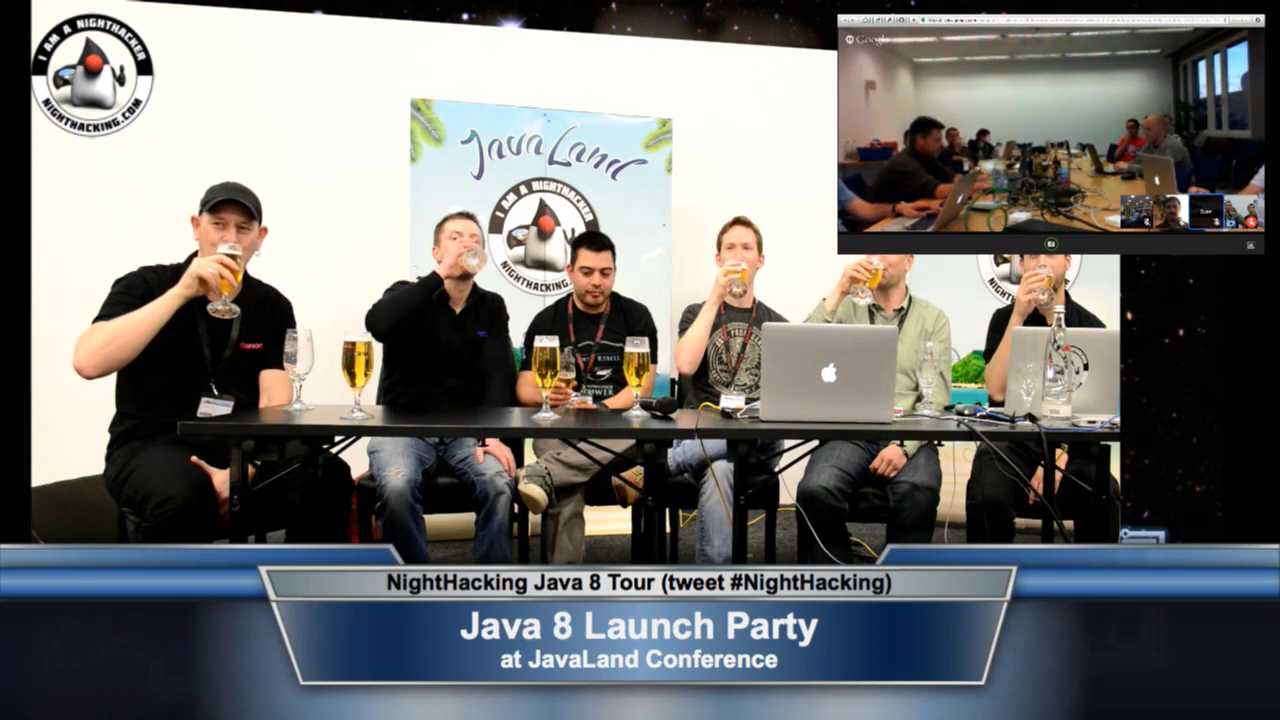 I AM A NIGHTHACKER
NIGHTHACKING.COM
Google
JavaLand
I AM A NIGHTHACKER
NIGHTHACKING.COM
NightHacking Java 8 Tour (tweet #NightHacking)
Java 8 Launch Party
at JavaLand Conference